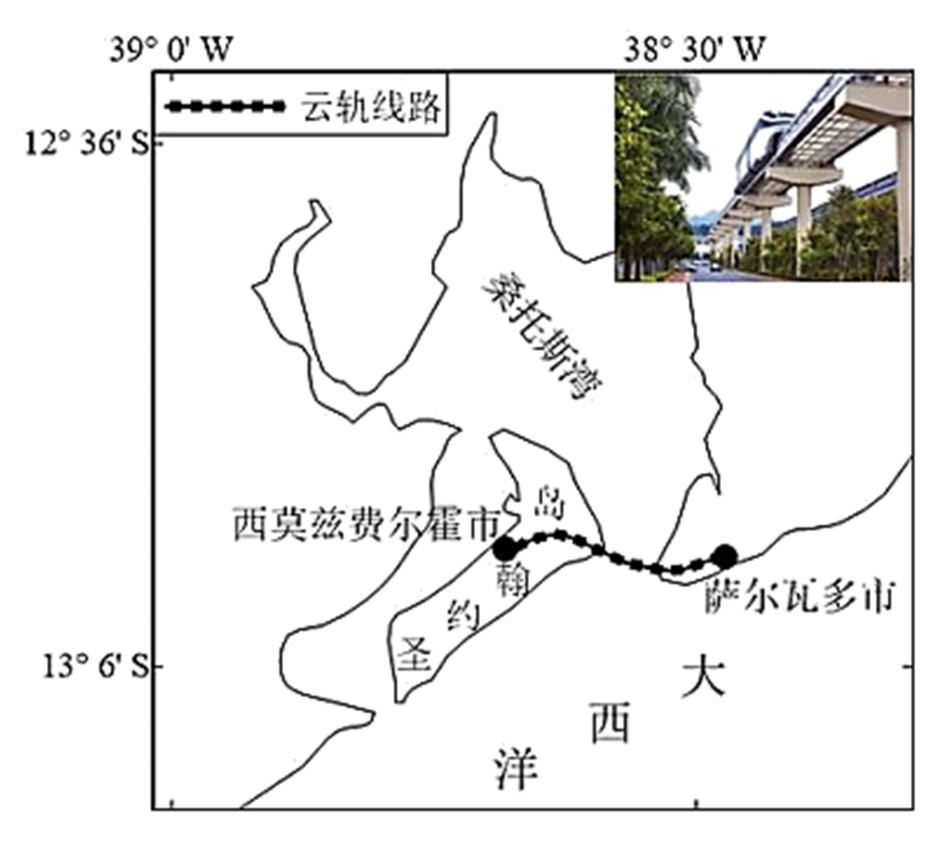 39° 0' W
38° 30' W
云轨线路
12° 36' S
桑托斯湾
西莫兹费尔霍市
圣约翰岛
萨尔瓦多市
13° 6' S
大西洋